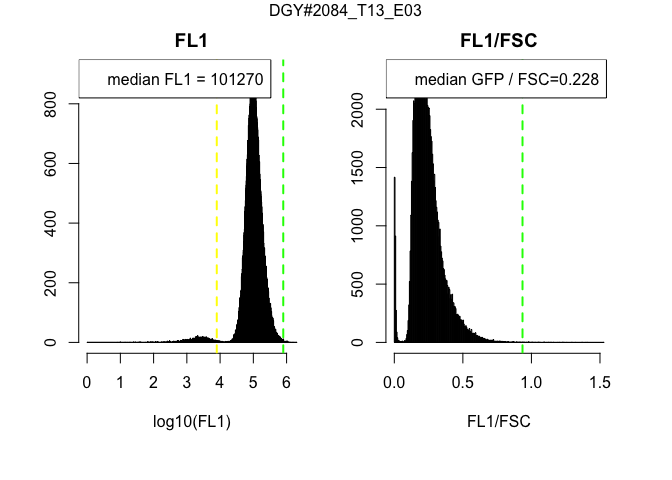 DGY#2084_T13_E03
FL1
median FL1 = 101270
0 200 400 600 800
0 1 2 3 4 5 6
log10(FL1)
FL1/FSC
median GFP / FSC=0.228
0 500 1000 1500 2000
0.0 0.5 1.0 1.5
FL1/FSC